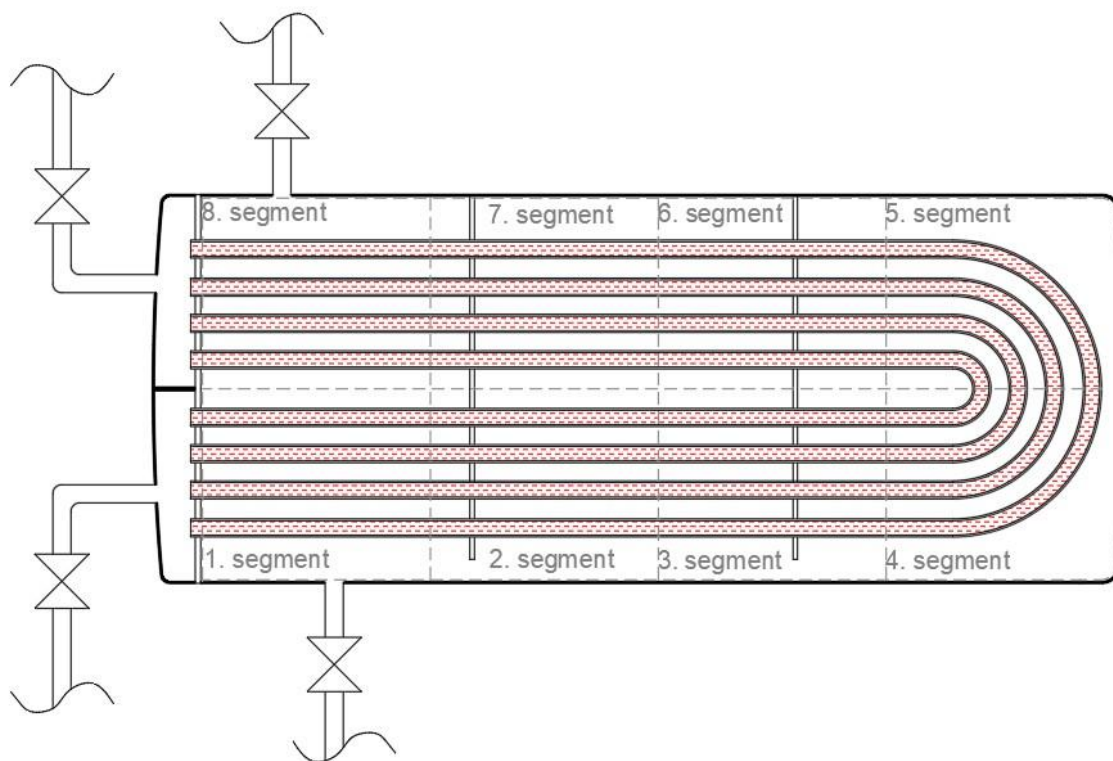 8. segment
7. segment
6. segment
5. segment
1. segment
2. segment
3. segment
4. segment